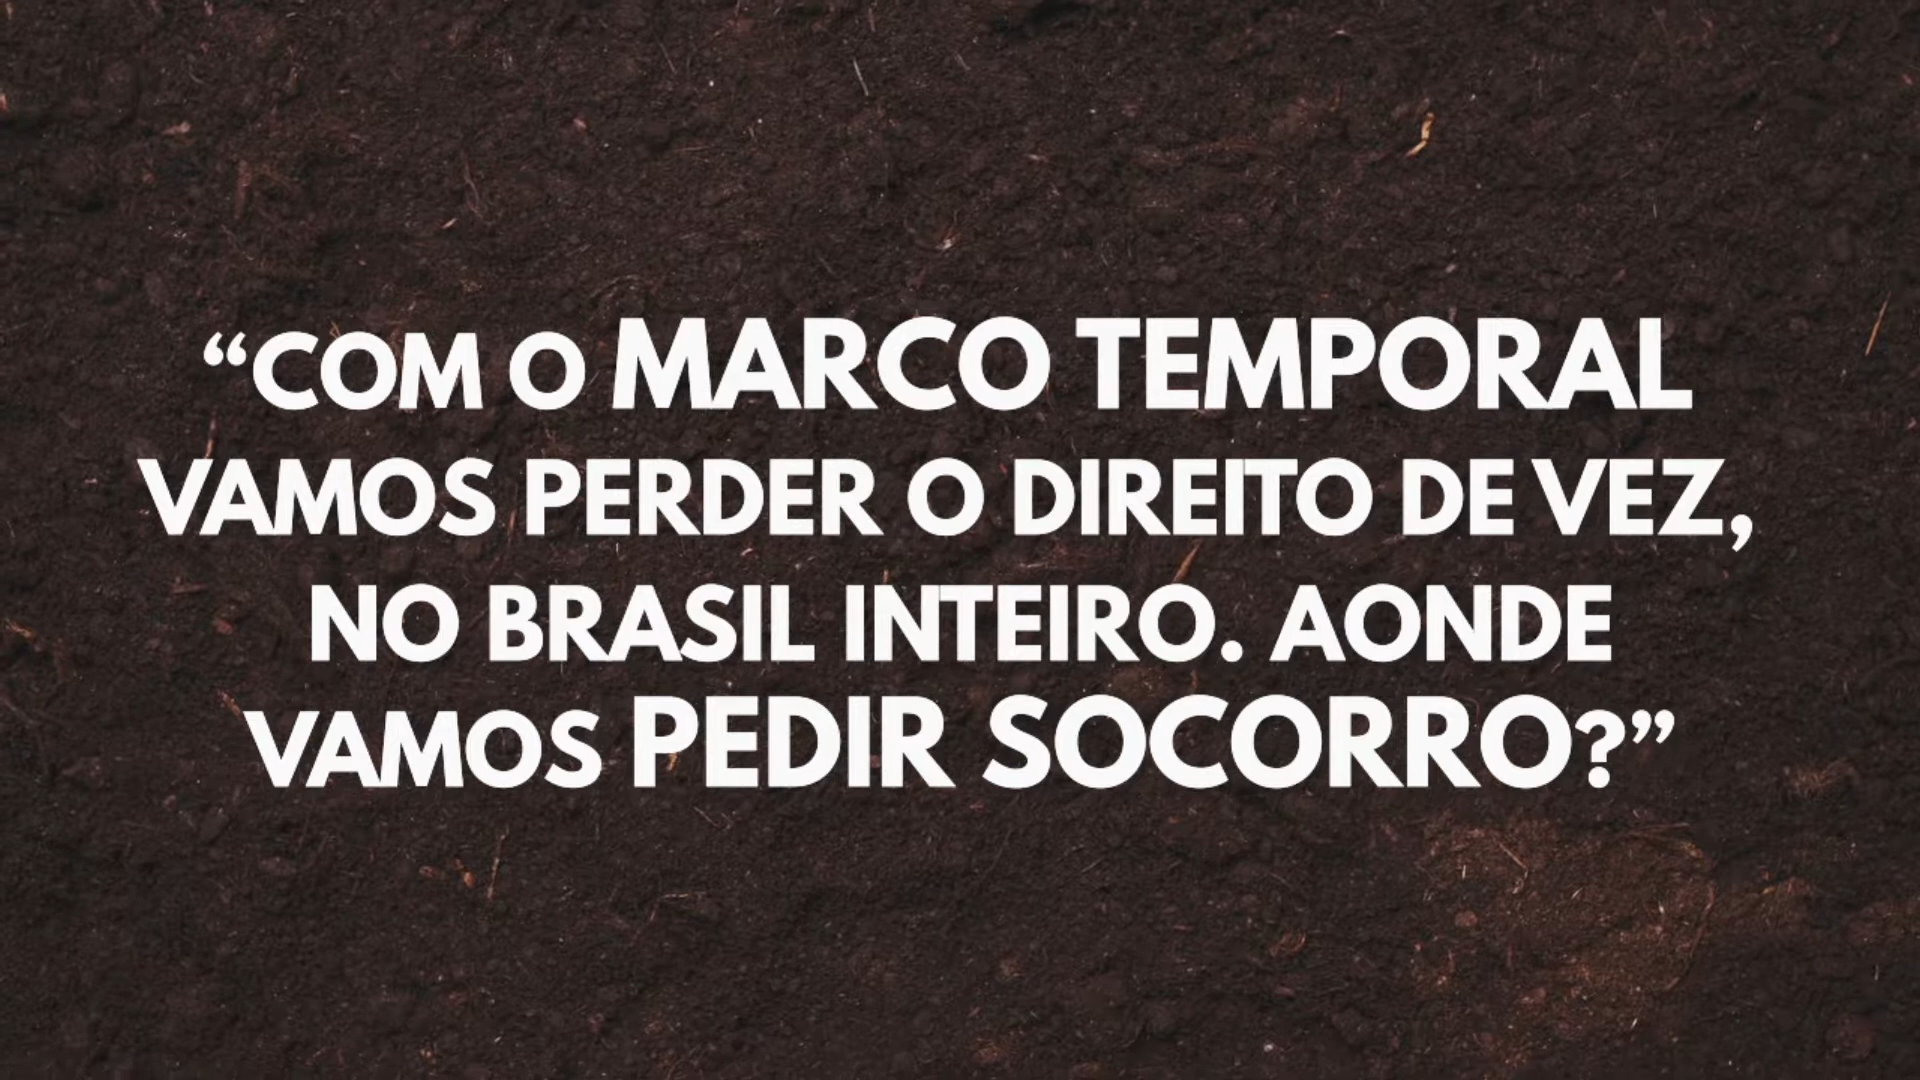 “COM O MARCO TEMPORAL
VAMOS PERDER O DIREITO DE VEZ,
NO BRASIL INTEIRO. AONDE
VAMOS PEDIR SOCORRO?”